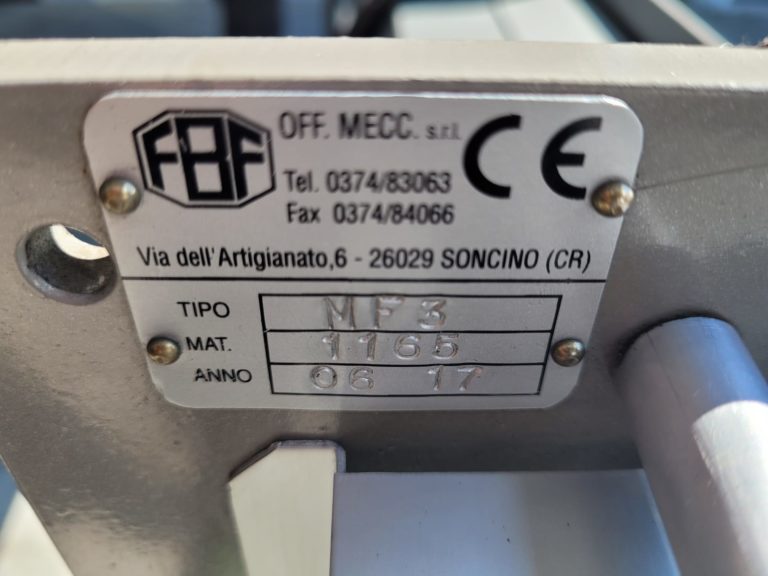 FBF
OFF. MECC. s.r.l.
CE
Tel. 0374/83063
Fax 0374/84066
Via dell'Artigianato,6 - 26029 SONCINO (CR)
TIPO MF3
MAT. 1165
ANNO 06 17